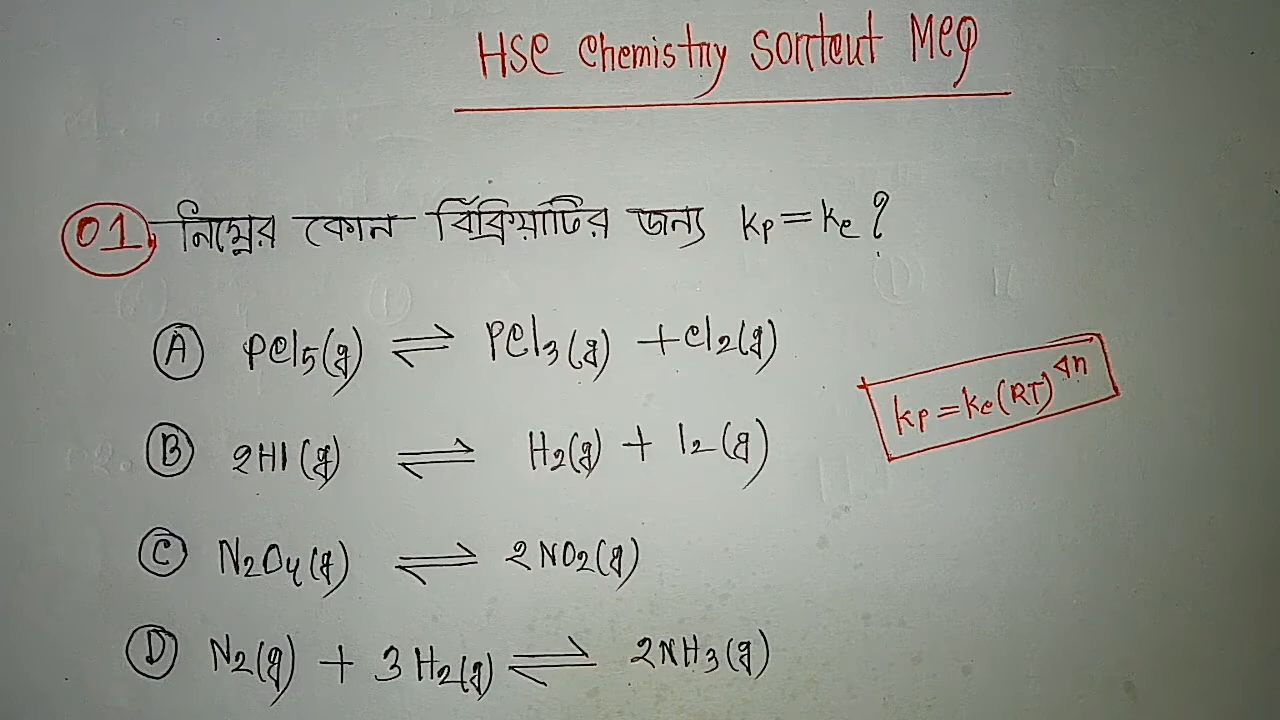 HSC Chemistry Sortcut MCQ
01. নিম্নের কোন বিক্রিয়াটির জন্য Kp = Kc ?
A PCl5(g) ⇌ PCl3(g) + Cl2(g)
B 2HI(g) ⇌ H2(g) + I2(g)
Kp = Kc(RT)^Δn
C N2O4(g) ⇌ 2NO2(g)
D N2(g) + 3H2(g) ⇌ 2NH3(g)